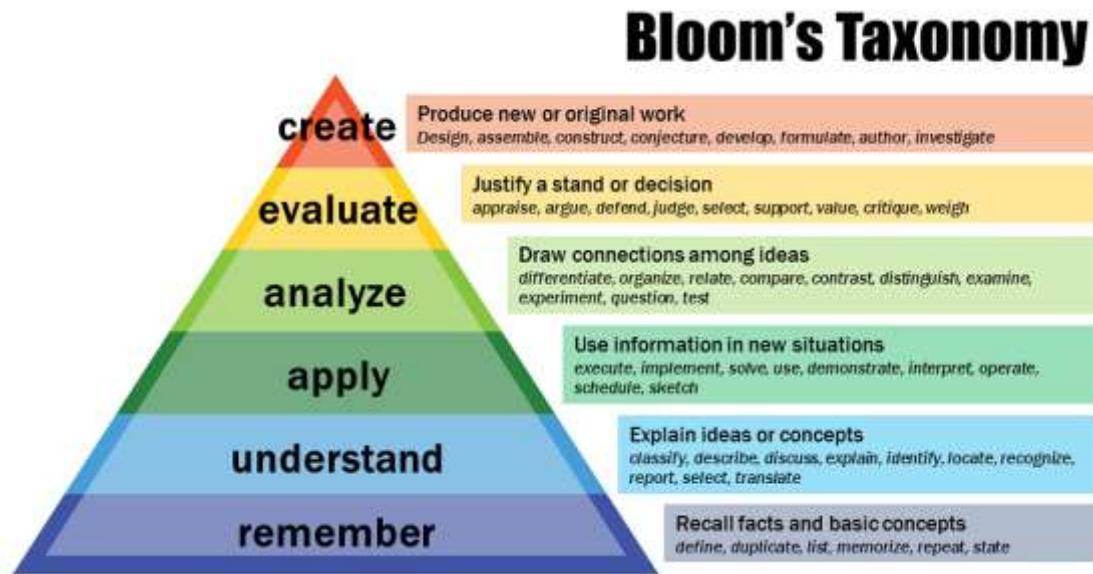 Bloom's Taxonomy
create
Produce new or original work
Design, assemble, construct, conjecture, develop, formulate, author, investigate
evaluate
Justify a stand or decision
appraise, argue, defend, judge, select, support, value, critique, weigh
analyze
Draw connections among ideas
differentiate, organize, relate, compare, contrast, distinguish, examine,
experiment, question, test
apply
Use information in new situations
execute, implement, solve, use, demonstrate, interpret, operate,
schedule, sketch
understand
Explain ideas or concepts
classify, describe, discuss, explain, identify, locate, recognize,
report, select, translate
remember
Recall facts and basic concepts
define, duplicate, list, memorize, repeat, state